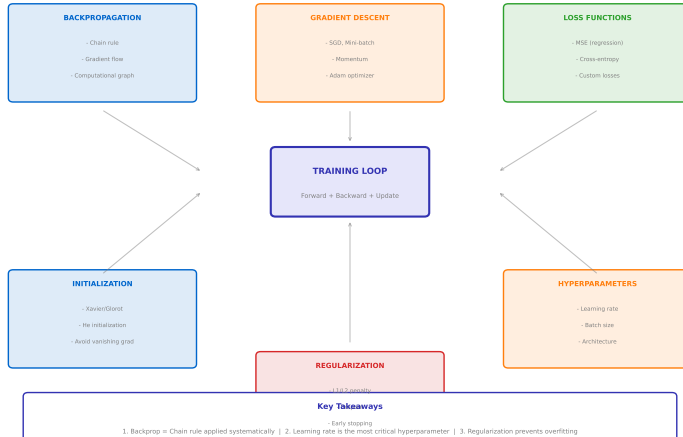 BACKPROPAGATION
- Chain rule
- Gradient flow
- Computational graph
GRADIENT DESCENT
- SGD, Mini-batch
- Momentum
- Adam optimizer
LOSS FUNCTIONS
- MSE (regression)
- Cross-entropy
- Custom losses
TRAINING LOOP
Forward + Backward + Update
INITIALIZATION
- Xavier/Glorot
- He initialization
- Avoid vanishing grad
HYPERPARAMETERS
- Learning rate
- Batch size
- Architecture
REGULARIZATION
- L1/L2 penalty
Key Takeaways
- Early stopping
1. Backprop = Chain rule applied systematically | 2. Learning rate is the most critical hyperparameter | 3. Regularization prevents overfitting